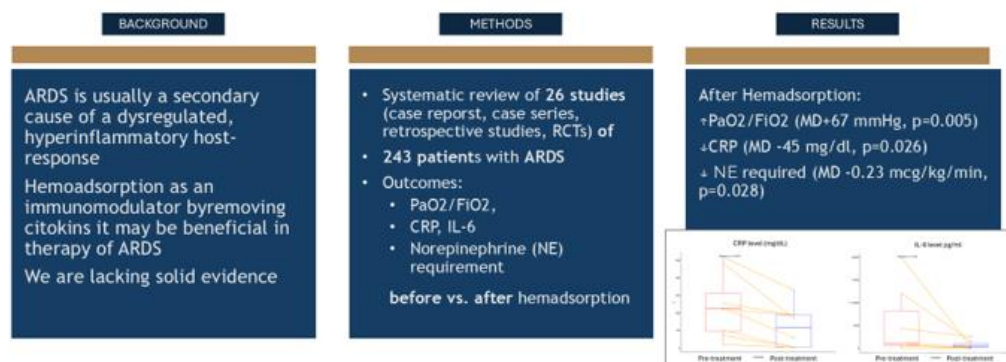 BACKGROUND
ARDS is usually a secondary
cause of a dysregulated,
hyperinflammatory host-
response
Hemoadsorption as an
immunomodulator byremoving
citokins it may be beneficial in
therapy of ARDS
We are lacking solid evidence
METHODS
• Systematic review of 26 studies
(case reporst, case series,
retrospective studies, RCTs) of
• 243 patients with ARDS
• Outcomes:
• PaO2/FiO2,
• CRP, IL-6
• Norepinephrine (NE)
requirement
before vs. after hemadsorption
RESULTS
After Hemadsorption:
↑PaO2/FiO2 (MD+67 mmHg, p=0.005)
↓CRP (MD -45 mg/dl, p=0.026)
↓ NE required (MD -0.23 mcg/kg/min,
p=0.028)
CRP level (mg/dL)
Pre-treatment
Post-treatment
IL-6 level pg/ml
Pre-treatment
Post-treatment